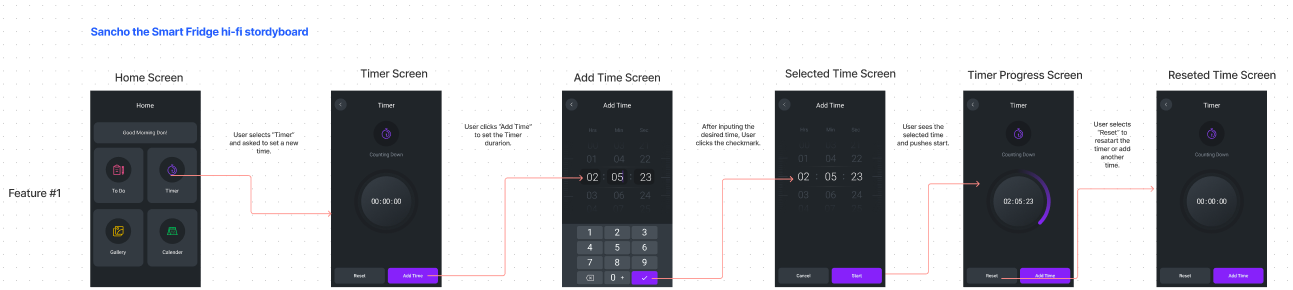 Sancho the Smart Fridge hi-fi stordyboard
Home Screen
Timer Screen
Add Time Screen
Selected Time Screen
Timer Progress Screen
Reseted Time Screen
Feature #1
Home
Good Morning Don!
To Do
Timer
Gallery
Calender
User selects "Timer"
and asked to set a new
time.
Timer
Counting Down
00:00:00
Reset
Add Time
User clicks "Add Time"
to set the Timer
durarion.
Add Time
Hrs Min Sec
01 04 22
02 : 05 : 23
03 06 24
1 2 3
4 5 6
7 8 9
0 +
After inputing the
desired time, User
clicks the checkmark.
Add Time
Hrs Min Sec
01 04 22
02 : 05 : 23
03 06 24
Cancel
Start
User sees the
selected time
and pushes start.
Timer
Counting Down
02:05:23
Reset
Add Time
User selects
"Reset" to
resatart the
timer or add
another
time.
Timer
Counting Down
00:00:00
Reset
Add Time